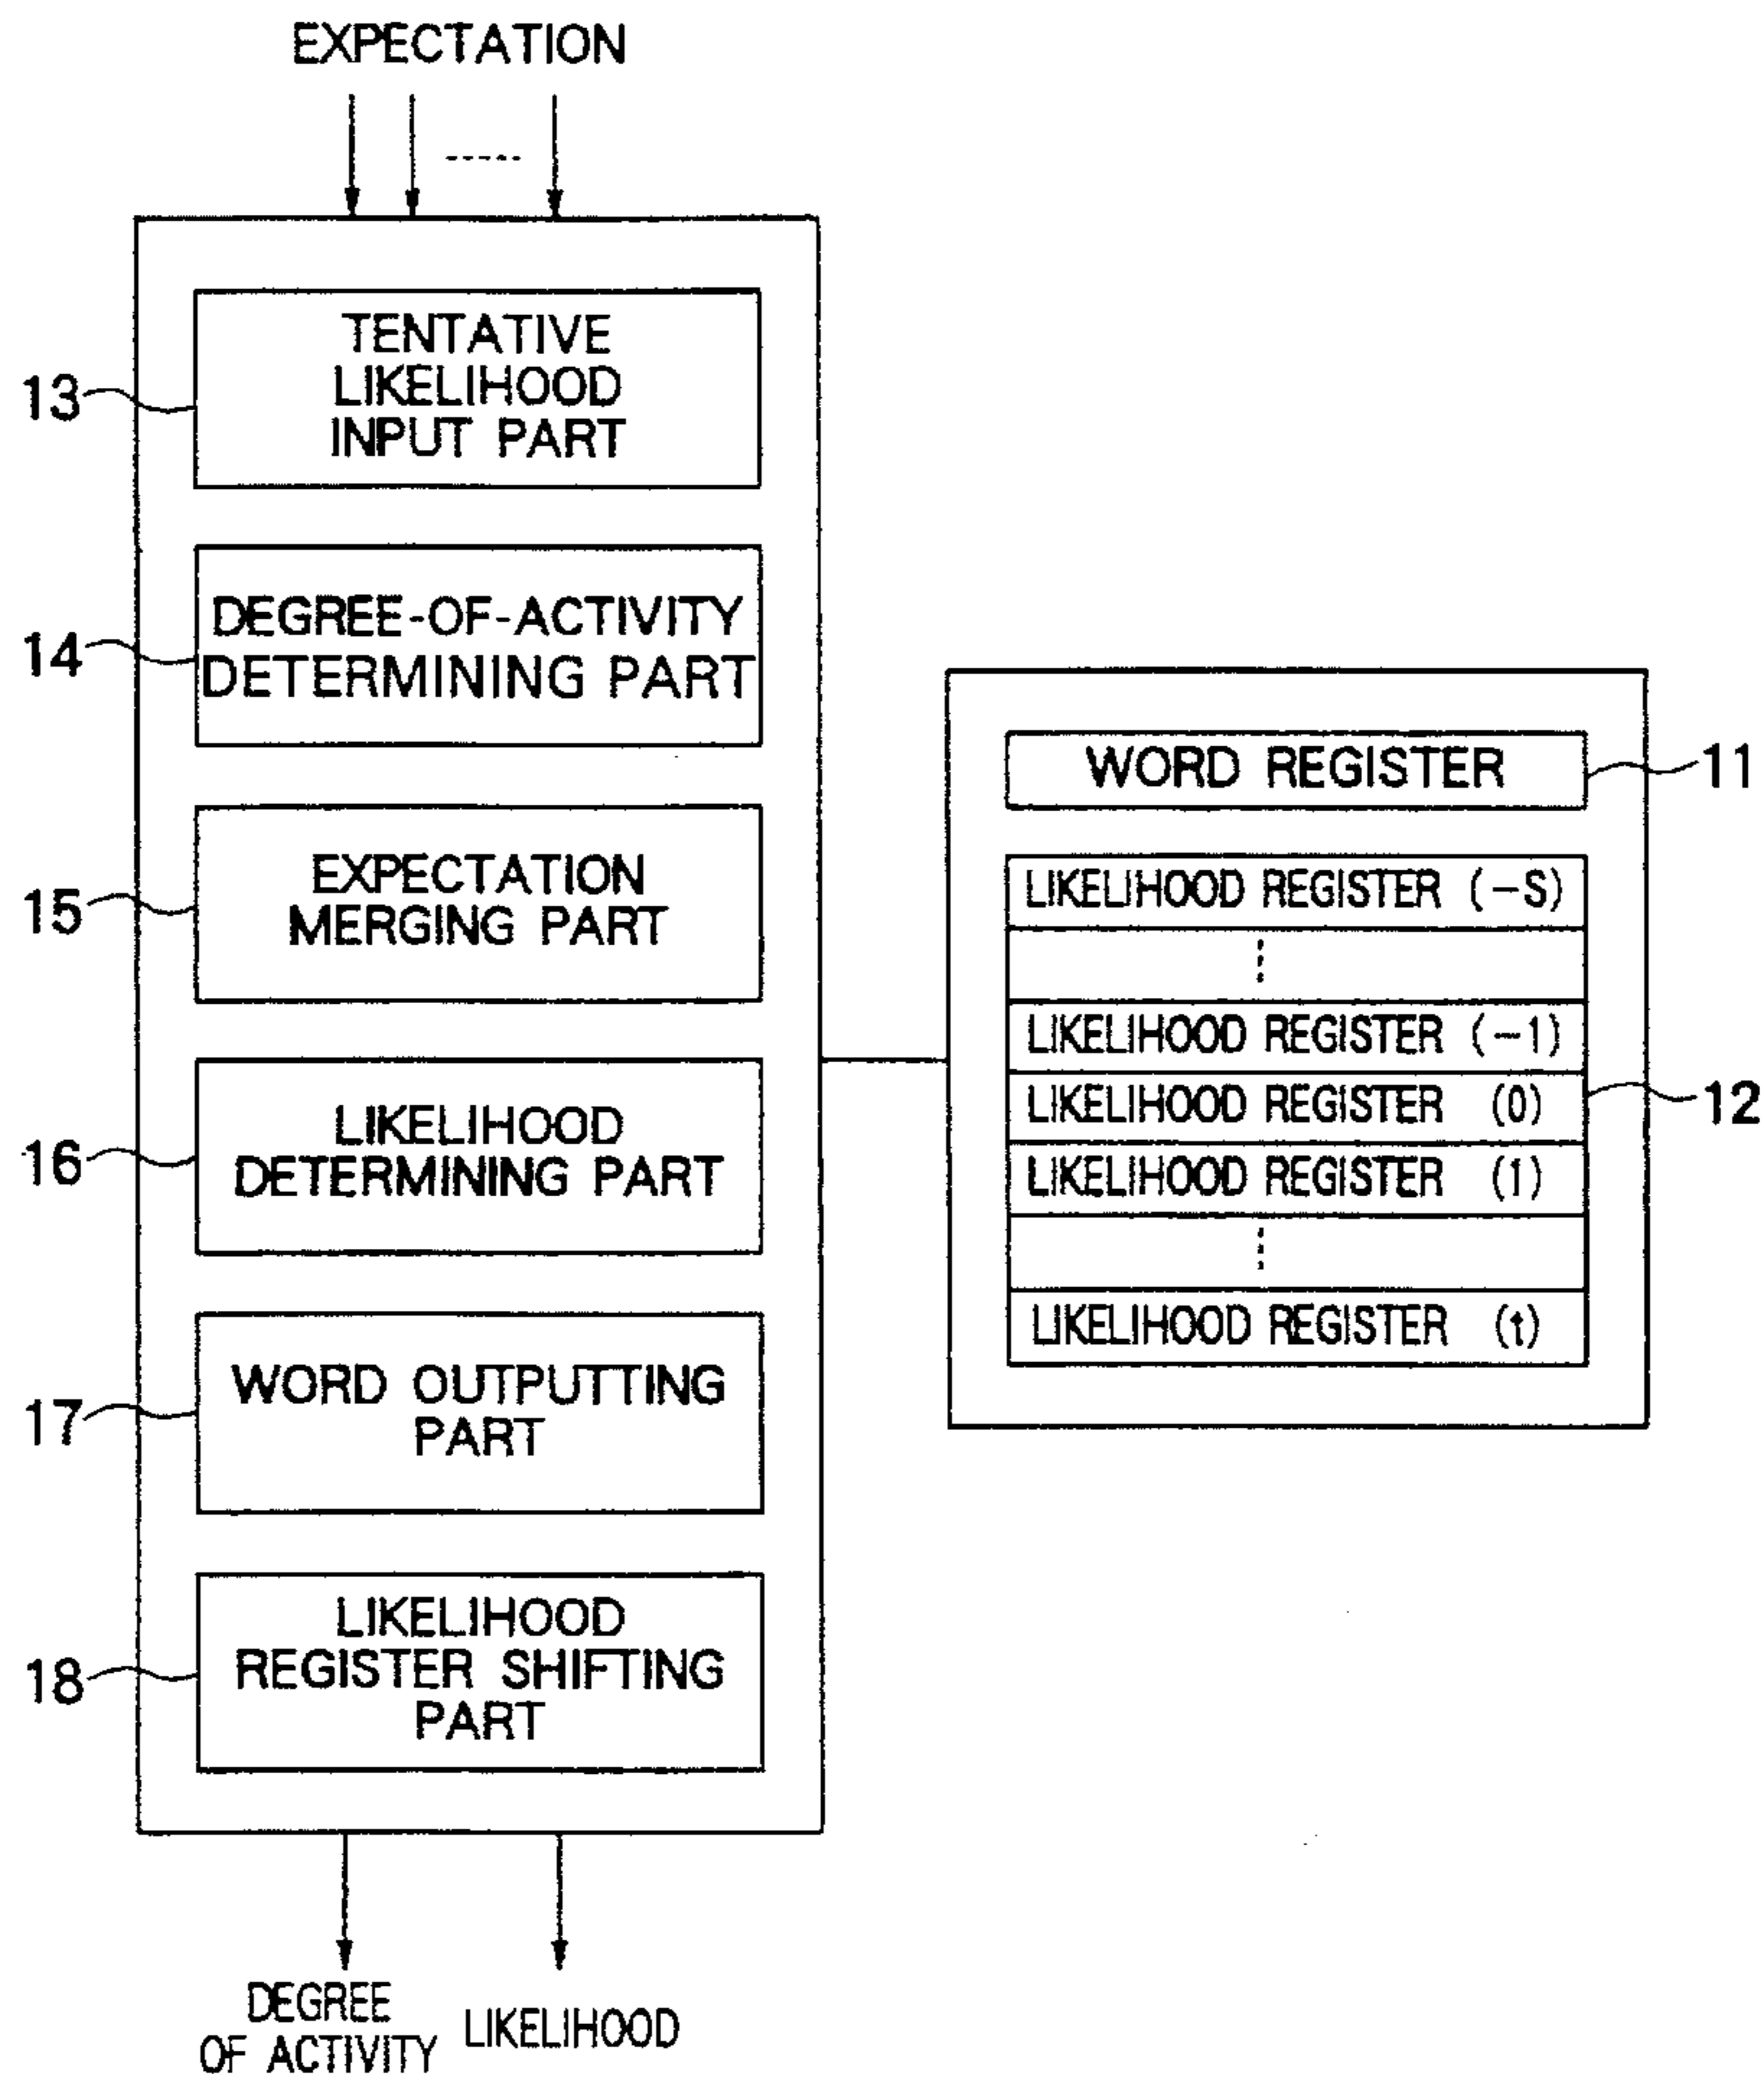 EXPECTATION
13
TENTATIVE
LIKELIHOOD
INPUT PART
14
DEGREE-OF-ACTIVITY
DETERMINING PART
15
EXPECTATION
MERGING PART
16
LIKELIHOOD
DETERMINING PART
17
WORD OUTPUTTING
PART
18
LIKELIHOOD
REGISTER SHIFTING
PART
DEGREE
OF ACTIVITY
LIKELIHOOD
WORD REGISTER
11
LIKELIHOOD REGISTER (-S)
LIKELIHOOD REGISTER (-1)
LIKELIHOOD REGISTER (0)
12
LIKELIHOOD REGISTER (1)
LIKELIHOOD REGISTER (t)